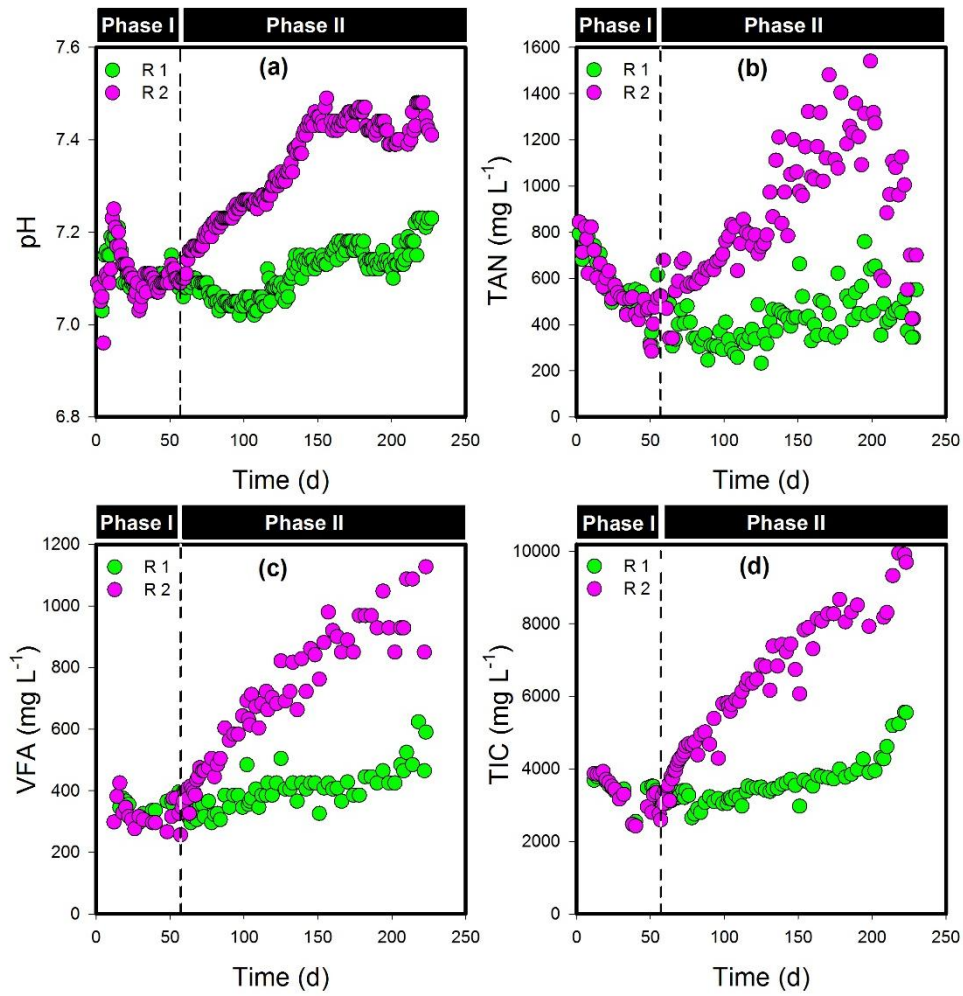 Phase I Phase II
7.6
R 1
R 2
(a)
7.4
7.2
7.0
6.8
pH
0 50 100 150 200 250
Time (d)
Phase I Phase II
1600
R 1
R 2
(b)
1400
1200
1000
800
600
400
200
0
TAN (mg L-1)
0 50 100 150 200 250
Time (d)
Phase I Phase II
1200
R 1
R 2
(c)
1000
800
600
400
200
0
VFA (mg L-1)
0 50 100 150 200 250
Time (d)
Phase I Phase II
10000
R 1
R 2
(d)
8000
6000
4000
2000
0
TIC (mg L-1)
0 50 100 150 200 250
Time (d)